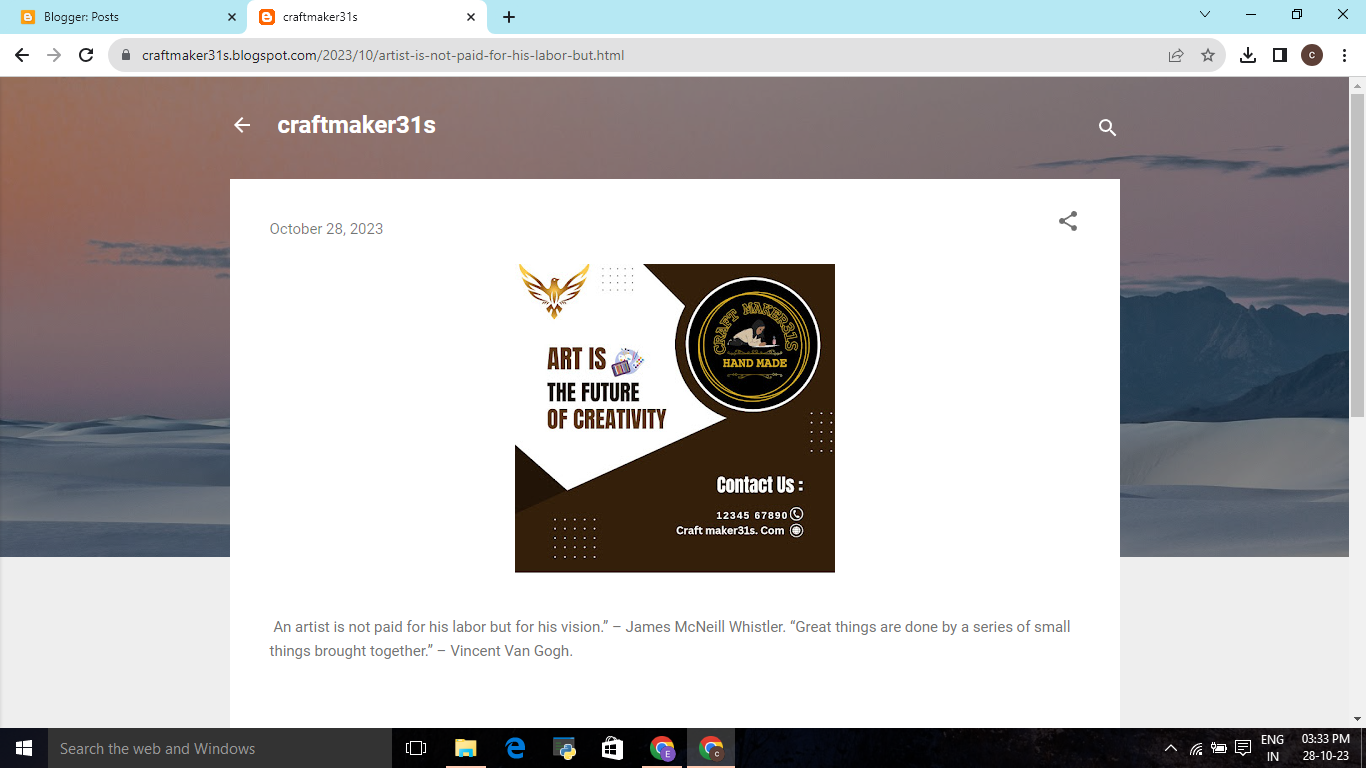 Blogger: Posts
craftmaker31s
craftmaker31s.blogspot.com/2023/10/artist-is-not-paid-for-his-labor-but.html
c
craftmaker31s
October 28, 2023
CRAFT MAKER31S
HAND MADE
ART IS
THE FUTURE
OF CREATIVITY
Contact Us :
12345 67890
Craft maker31s. Com
An artist is not paid for his labor but for his vision.” – James McNeill Whistler. “Great things are done by a series of small
things brought together.” – Vincent Van Gogh.
Search the web and Windows
E
c
ENG
IN
03:33 PM
28-10-23